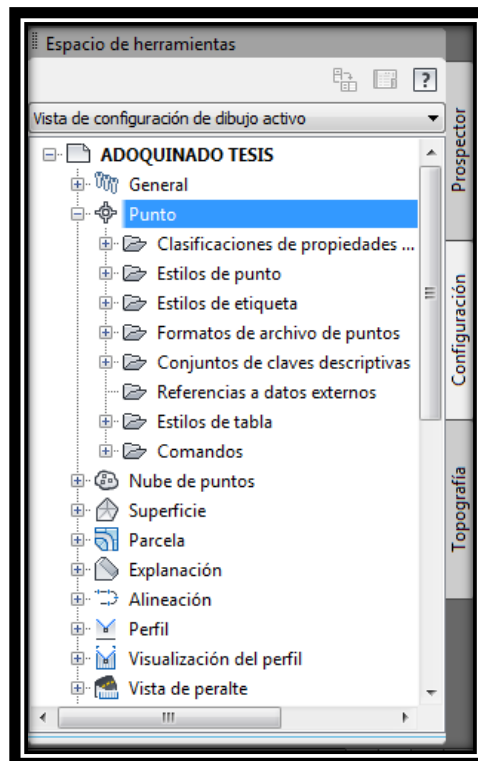 Espacio de herramientas
?
Vista de configuración de dibujo activo
ADOQUINADO TESIS
General
Punto
Clasificaciones de propiedades ...
Estilos de punto
Estilos de etiqueta
Formatos de archivo de puntos
Conjuntos de claves descriptivas
Referencias a datos externos
Estilos de tabla
Comandos
Nube de puntos
Superficie
Parcela
Explanación
Alineación
Perfil
Visualización del perfil
Vista de peralte
Prospector
Configuración
Topografía